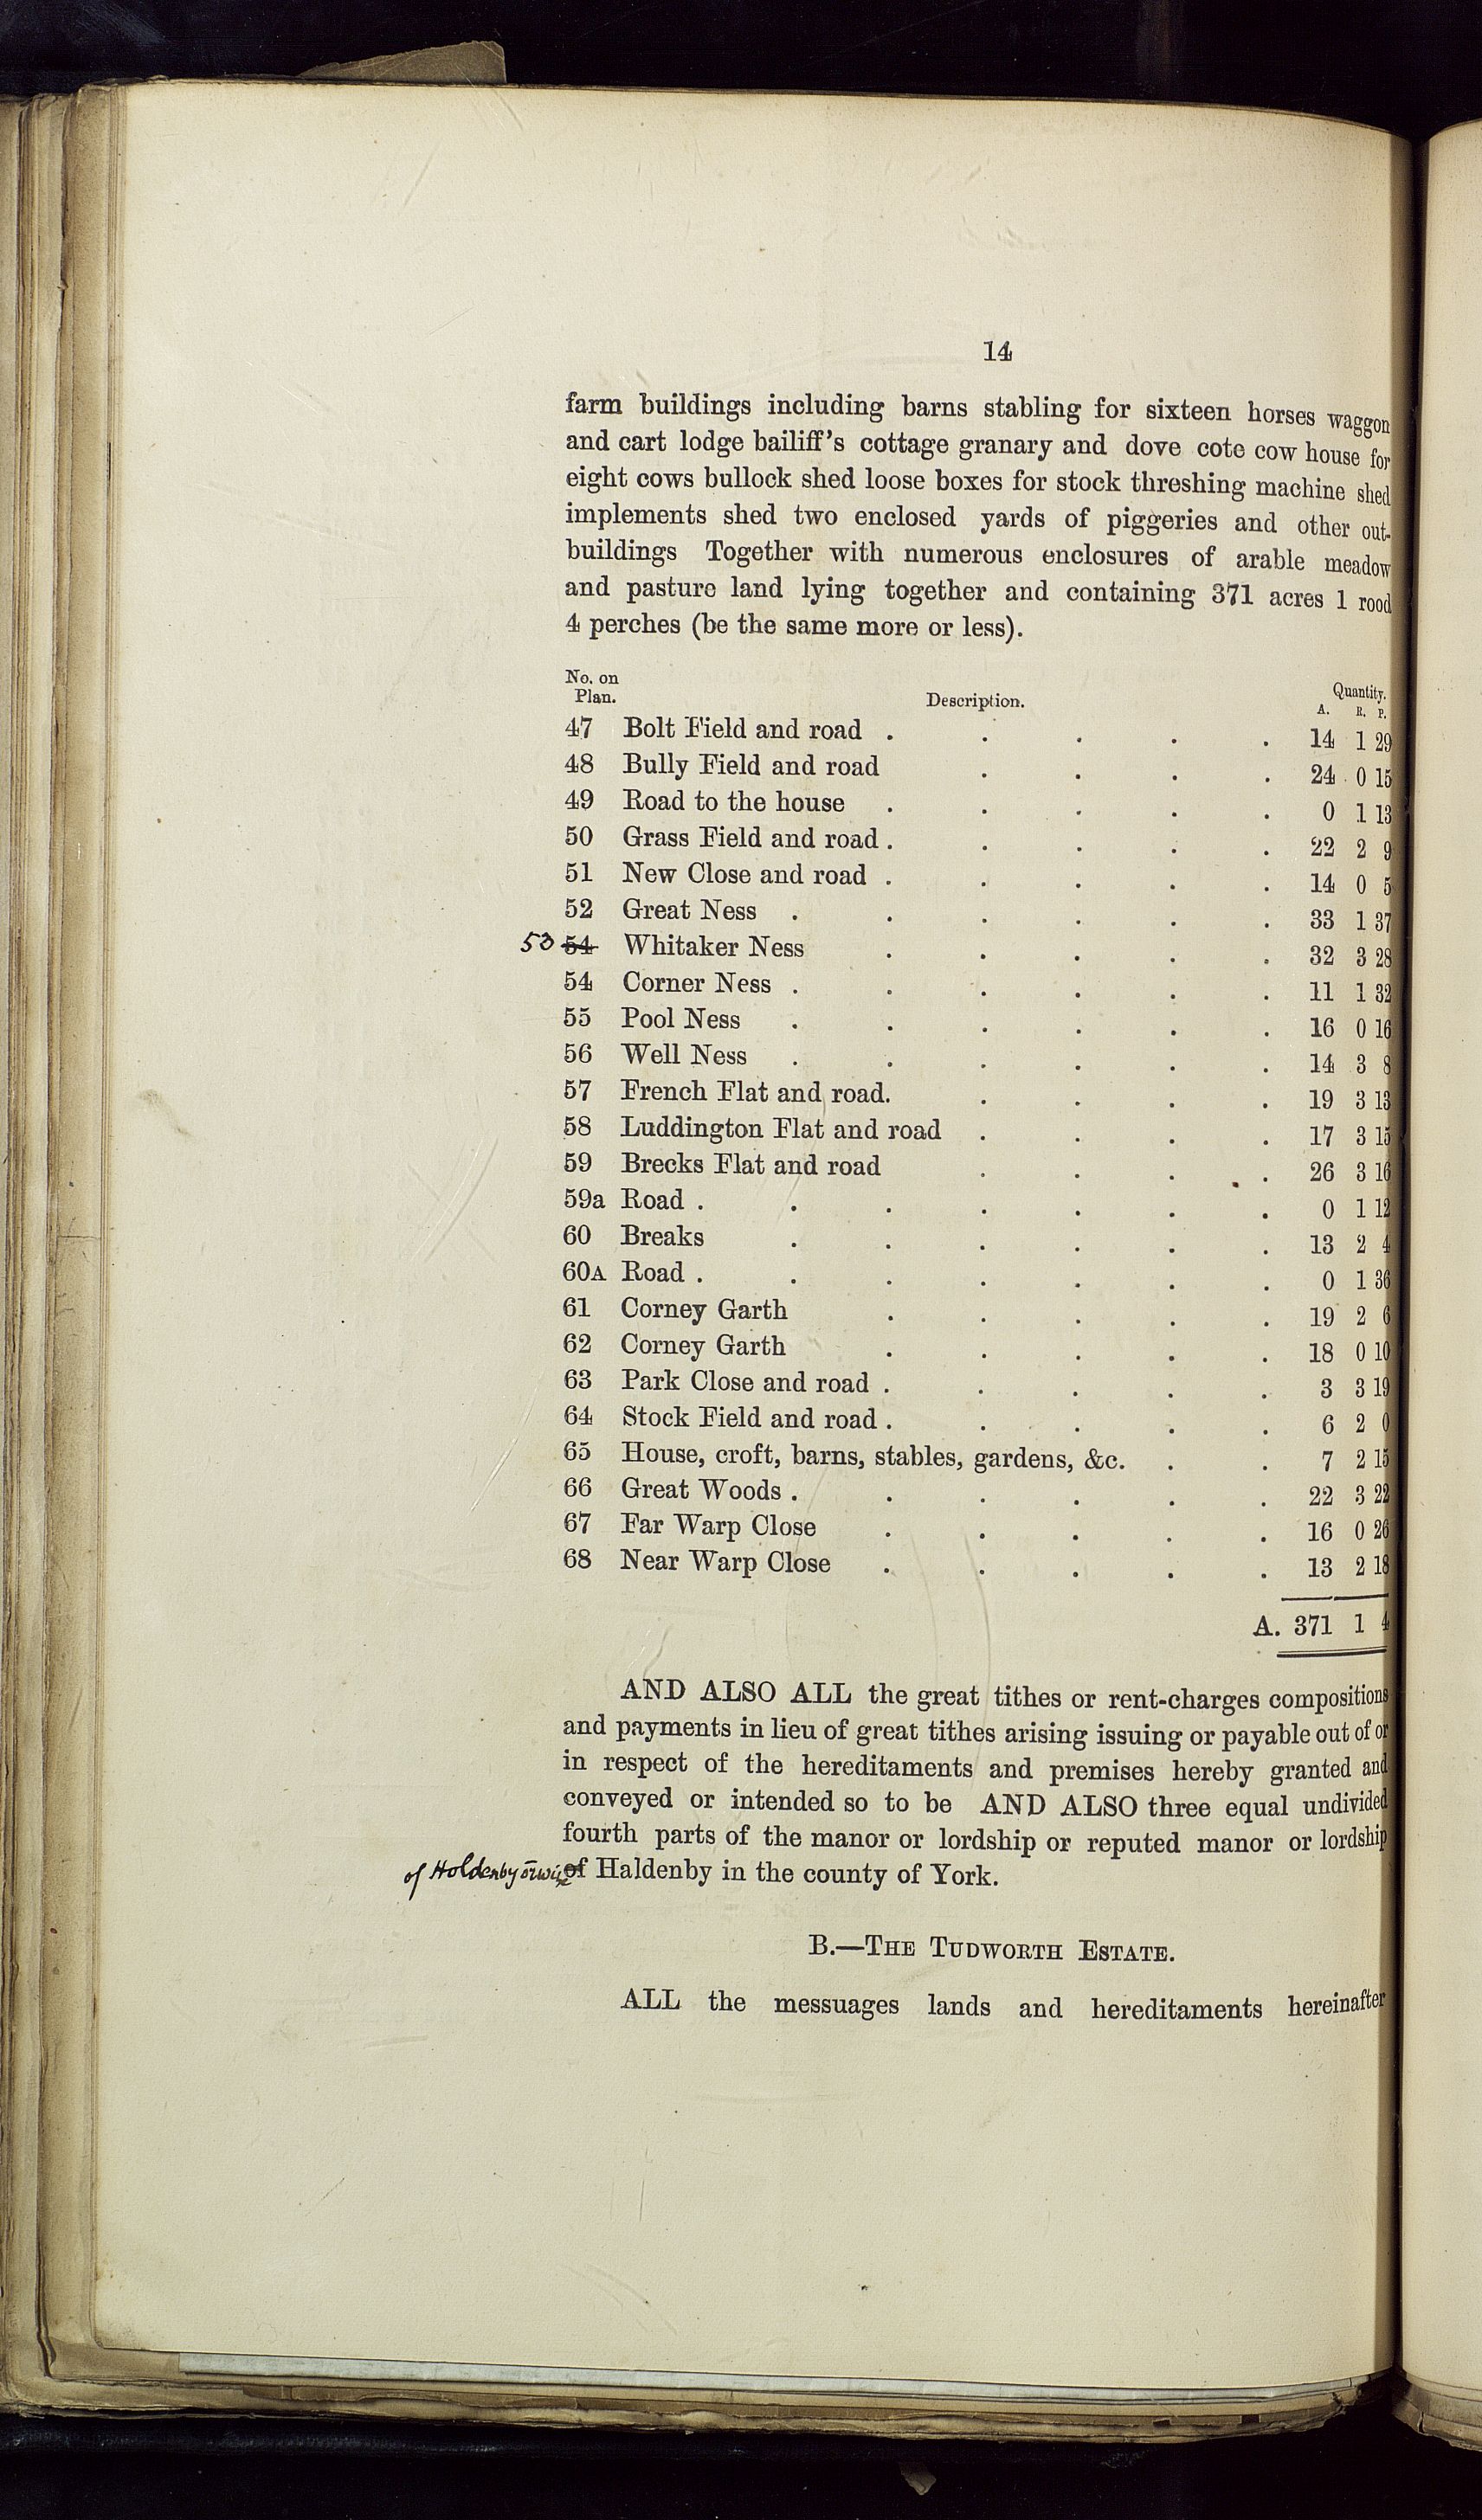 14
farm buildings including barns stabling for sixteen horses waggon
and cart lodge bailiff's cottage granary and dove cote cow house for
eight cows bullock shed loose boxes for stock threshing machine shed
implements shed two enclosed yards of piggeries and other out-
buildings Together with numerous enclosures of arable meadow
and pasture land lying together and containing 371 acres 1 rood
4 perches (be the same more or less).
No. on Plan. Description. Quantity.
A. R. P.
47 Bolt Field and road . . . . . 14 1 29
48 Bully Field and road . . . . 24 0 15
49 Road to the house . . . . . 0 1 13
50 Grass Field and road . . . . . 22 2 9
51 New Close and road . . . . . 14 0 5
52 Great Ness . . . . . . 33 1 37
53 54 Whitaker Ness . . . . . 32 3 28
54 Corner Ness . . . . . . 11 1 32
55 Pool Ness . . . . . . 16 0 16
56 Well Ness . . . . . . 14 3 8
57 French Flat and road. . . . . 19 3 13
58 Luddington Flat and road . . . . 17 3 15
59 Brecks Flat and road . . . . 26 3 16
59a Road . . . . . . . 0 1 12
60 Breaks . . . . . . 13 2 4
60A Road . . . . . . . 0 1 36
61 Corney Garth . . . . . 19 2 6
62 Corney Garth . . . . . 18 0 10
63 Park Close and road . . . . . 3 3 19
64 Stock Field and road . . . . . 6 2 0
65 House, croft, barns, stables, gardens, &c. . . 7 2 15
66 Great Woods . . . . . . 22 3 22
67 Far Warp Close . . . . . 16 0 26
68 Near Warp Close . . . . . 13 2 18
A. 371 1 4
AND ALSO ALL the great tithes or rent-charges compositions
and payments in lieu of great tithes arising issuing or payable out of or
in respect of the hereditaments and premises hereby granted and
conveyed or intended so to be AND ALSO three equal undivided
fourth parts of the manor or lordship or reputed manor or lordship
of Holdenby orwise of Haldenby in the county of York.
B.—THE TUDWORTH ESTATE.
ALL the messuages lands and hereditaments hereinafter